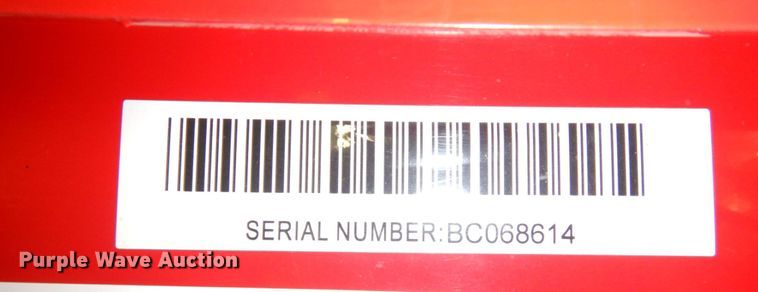 SERIAL NUMBER:BC068614
Purple Wave Auction